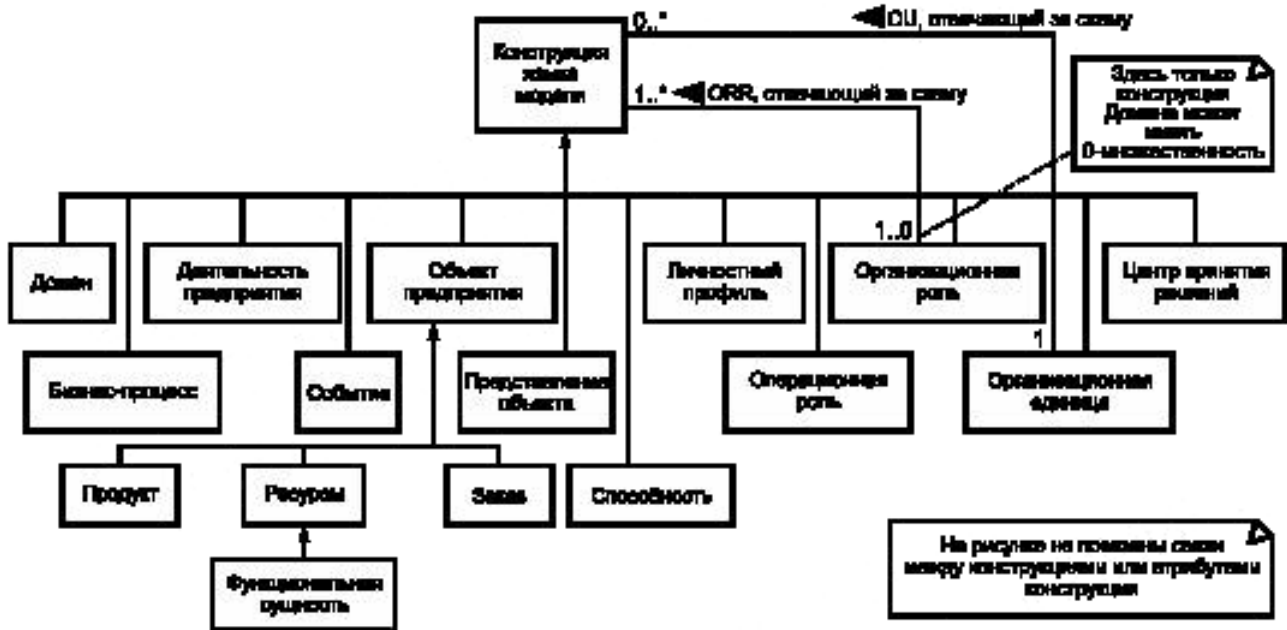 0..*
OU, отвечающий за схему
Конструкция
языка
модели
1..*
ORR, отвечающий за схему
Здесь только
конструкция
Домена может
иметь
0-множественность
1..0
Домен
Деятельность
предприятия
Объект
предприятия
Личностный
профиль
Организационная
роль
Центр принятия
решений
1
Бизнес-процесс
Событие
Представление
объекта
Операционная
роль
Организационная
единица
Продукт
Ресурсы
Заказ
Способность
Функциональная
сущность
На рисунке не показаны связи
между конструкциями или атрибутами
конструкции